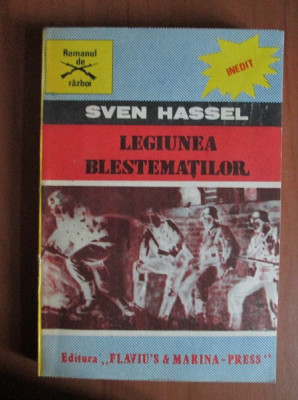 Romanul
de
război
INEDIT
SVEN HASSEL
LEGIUNEA
BLESTEMAȚILOR
Editura „FLAVIU'S & MARINA-PRESS"